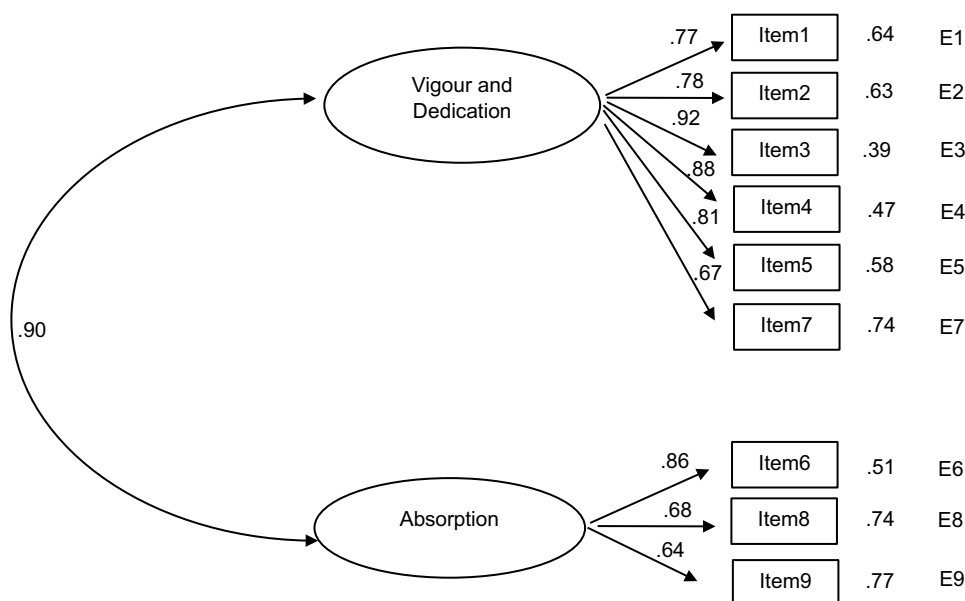 .77 Item1 .64 E1
Vigour and
Dedication
.78 Item2 .63 E2
.92 Item3 .39 E3
.88 Item4 .47 E4
.81 Item5 .58 E5
.67 Item7 .74 E7
.90
.86 Item6 .51 E6
Absorption
.68 Item8 .74 E8
.64 Item9 .77 E9